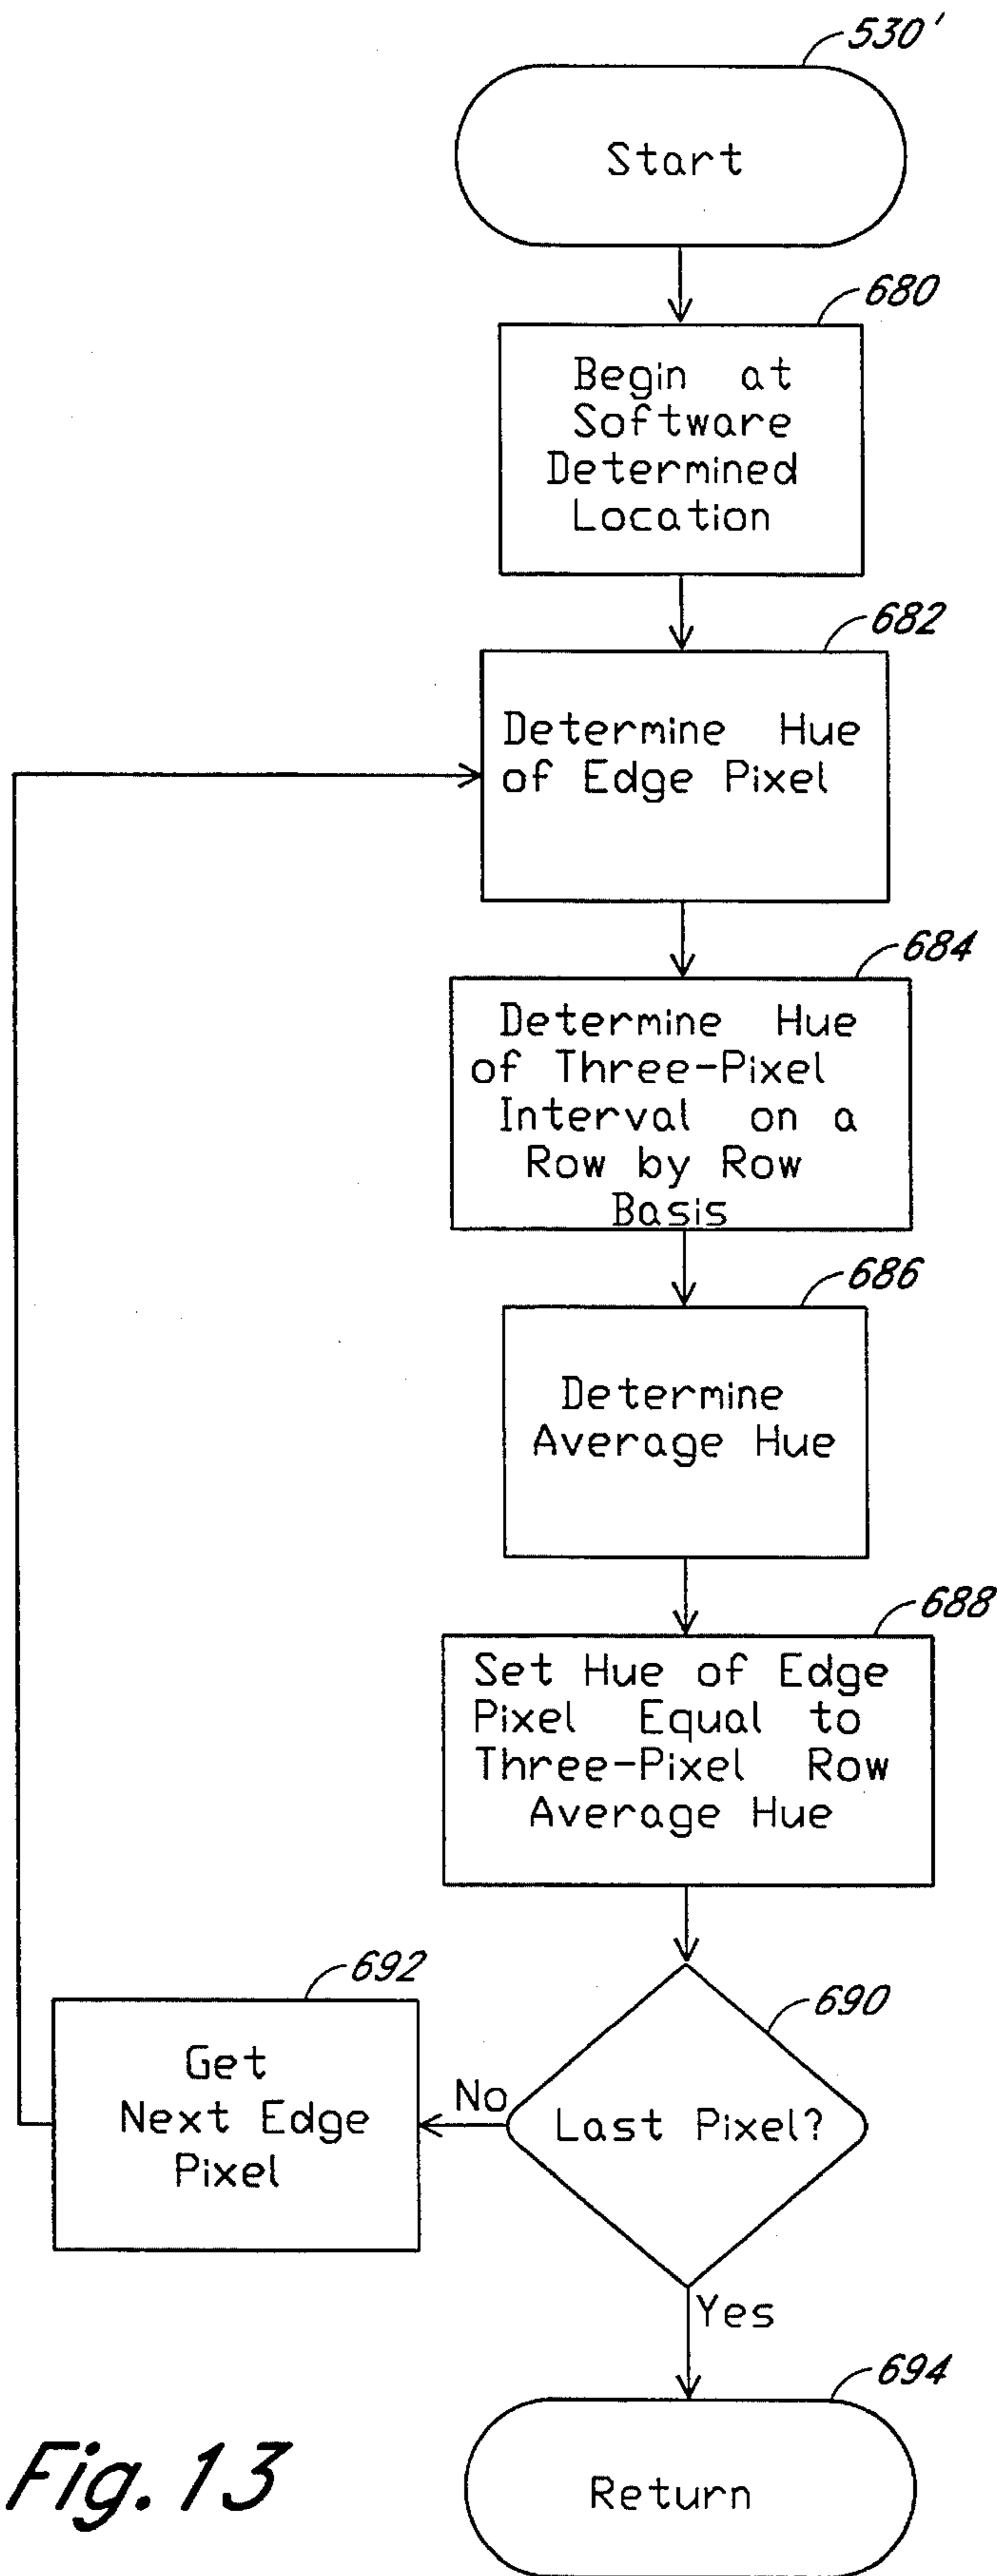 530'
Start
680
Begin at
Software
Determined
Location
682
Determine Hue
of Edge Pixel
684
Determine Hue
of Three-Pixel
Interval on a
Row by Row
Basis
686
Determine
Average Hue
688
Set Hue of Edge
Pixel Equal to
Three-Pixel Row
Average Hue
690
Last Pixel?
No
692
Get
Next Edge
Pixel
Yes
694
Return
Fig. 13